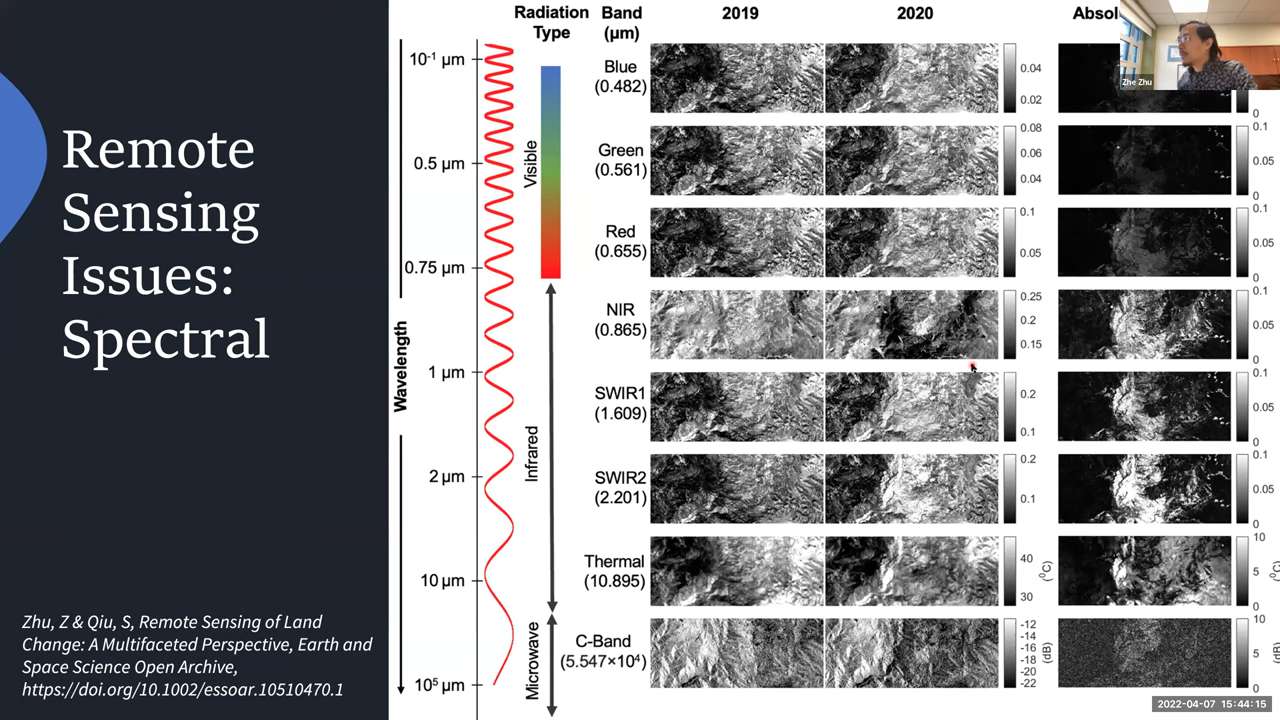 Remote
Sensing
Issues:
Spectral
Zhu, Z & Qiu, S, Remote Sensing of Land
Change: A Multifaceted Perspective, Earth and
Space Science Open Archive,
https://doi.org/10.1002/essoar.10510470.1
Radiation
Type
Band
(μm)
2019
2020
Absol
Zhe Zhu
Wavelength
10⁻¹ μm
0.5 μm
0.75 μm
1 μm
2 μm
10 μm
10⁵ μm
Visible
Infrared
Microwave
Blue
(0.482)
0.04
0.02
0
Green
(0.561)
0.08
0.06
0.04
0.1
0.05
0
Red
(0.655)
0.1
0.05
0.1
0.05
0
NIR
(0.865)
0.25
0.2
0.15
0.1
0.05
0
SWIR1
(1.609)
0.2
0.1
0.1
0.05
0
SWIR2
(2.201)
0.2
0.1
0.1
0.05
0
Thermal
(10.895)
40
30
(⁰C)
10
5
0
(⁰C)
C-Band
(5.547×10⁴)
-12
-14
-16
-18
-20
-22
(dB)
10
5
0
(dB)
2022-04-07 15:44:15